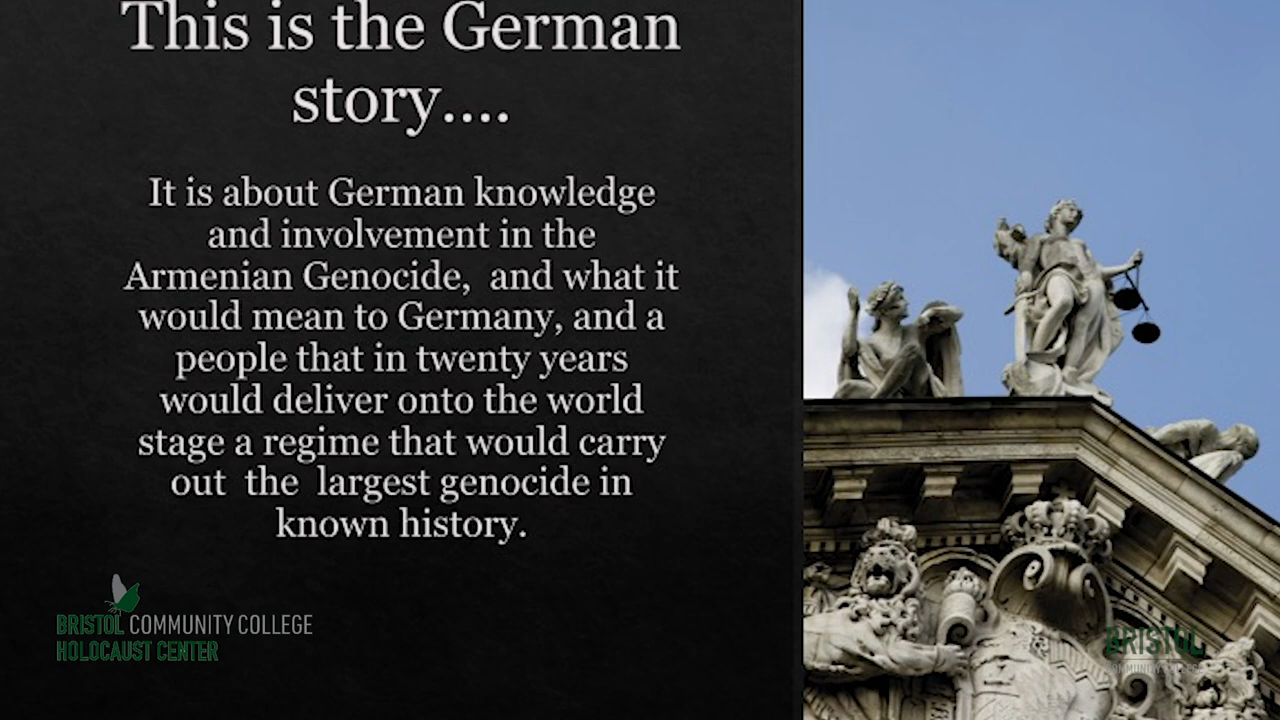 This is the German
story....
It is about German knowledge
and involvement in the
Armenian Genocide,  and what it
would mean to Germany, and a
people that in twenty years
would deliver onto the world
stage a regime that would carry
out  the  largest genocide in
known history.
BRISTOL COMMUNITY COLLEGE
HOLOCAUST CENTER
BRISTOL
COMMUNITY COLLEGE